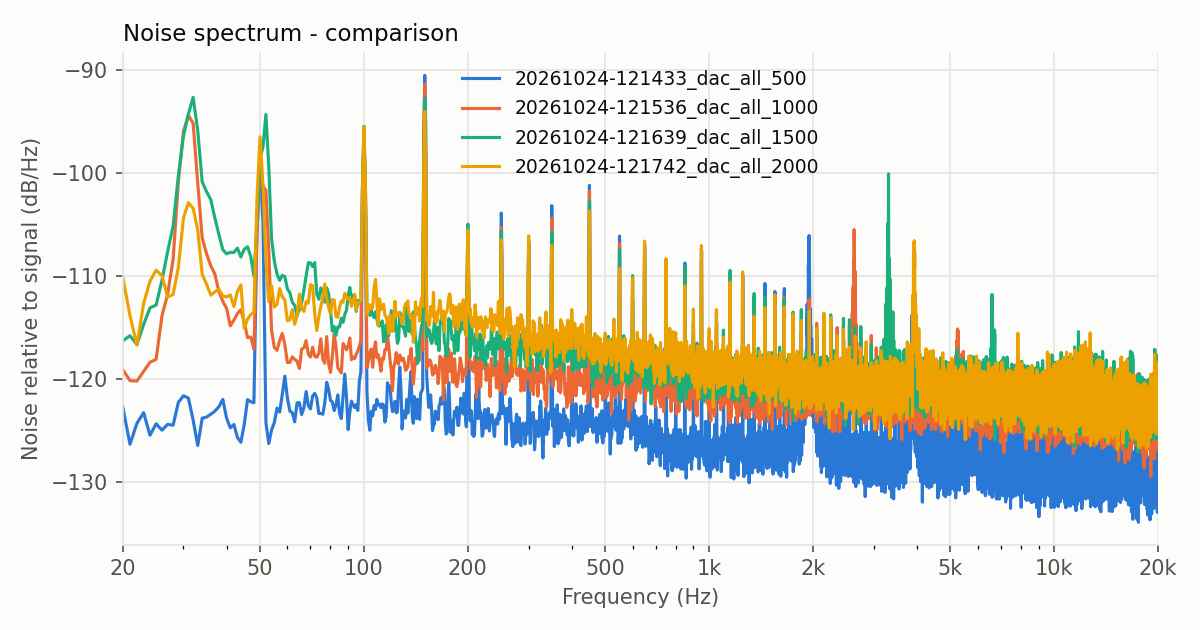 Noise spectrum - comparison
20261024-121433_dac_all_500
20261024-121536_dac_all_1000
20261024-121639_dac_all_1500
20261024-121742_dac_all_2000
Noise relative to signal (dB/Hz)
−90
−100
−110
−120
−130
20 50 100 200 500 1k 2k 5k 10k 20k
Frequency (Hz)